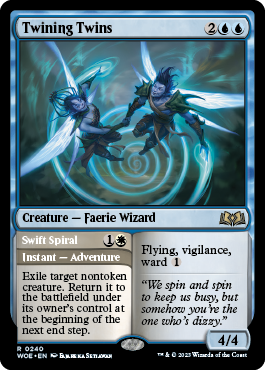 Twining Twins 2
Creature — Faerie Wizard
Swift Spiral 1
Instant — Adventure
Exile target nontoken
creature. Return it to
the battlefield under
its owner's control at
the beginning of the
next end step.
Flying, vigilance,
ward 1
“We spin and spin
to keep us busy, but
somehow you're the
one who's dizzy.”
4/4
R 0240
WOE • EN
™ & © 2023 Wizards of the Coast